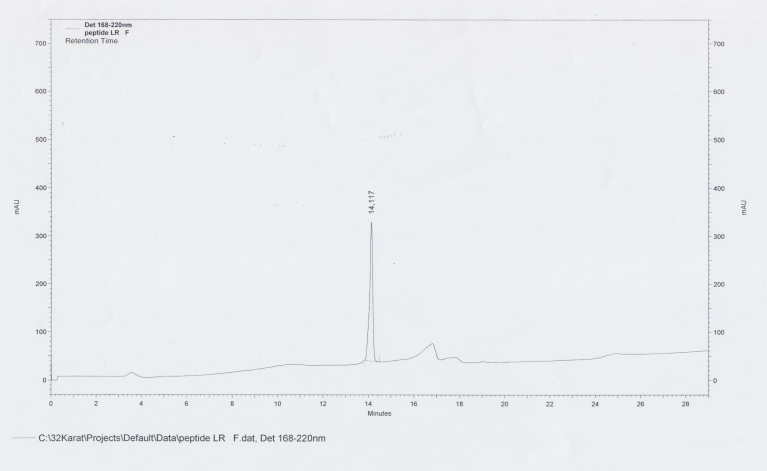 Det 168-220nm
peptide LR F
Retention Time
700
600
500
400
300
200
100
0
mAU
700
600
500
400
300
200
100
0
mAU
14,117
0 2 4 6 8 10 12 14 16 18 20 22 24 26 28
Minutes
C:\32Karat\Projects\Default\Data\peptide LR F.dat, Det 168-220nm